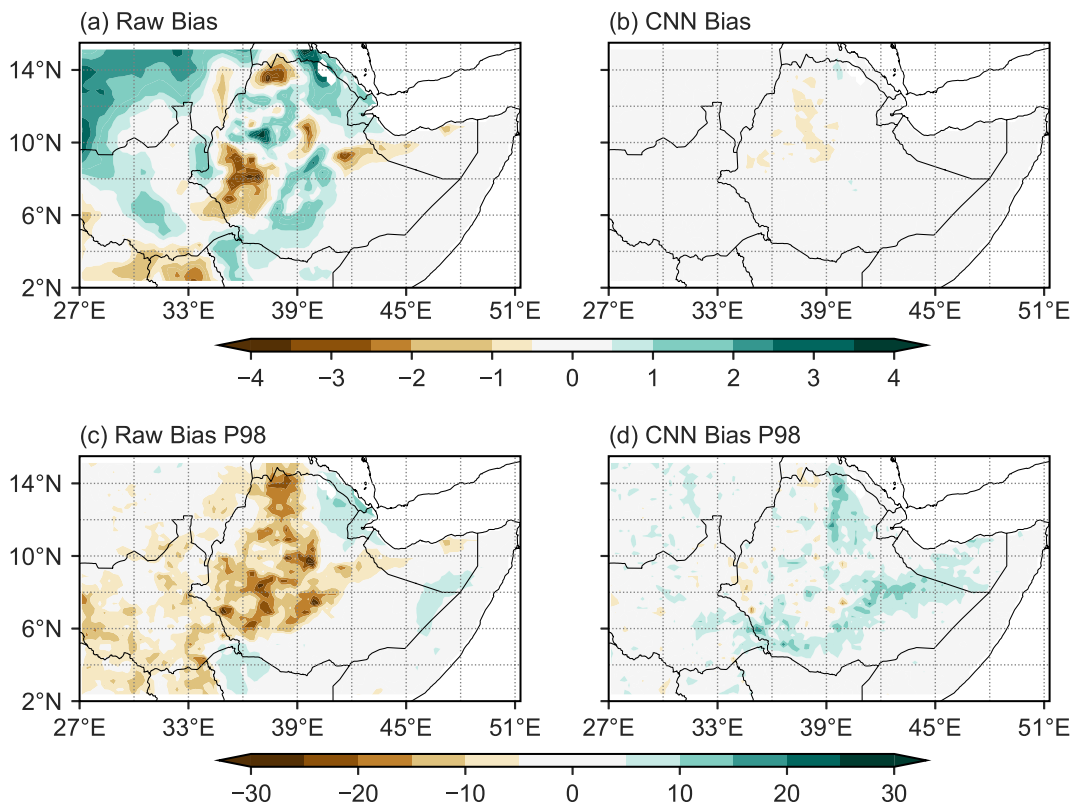 (a) Raw Bias
(b) CNN Bias
14°N
10°N
6°N
2°N
27°E 33°E 39°E 45°E 51°E
27°E 33°E 39°E 45°E 51°E
−4 −3 −2 −1 0 1 2 3 4
(c) Raw Bias P98
(d) CNN Bias P98
14°N
10°N
6°N
2°N
27°E 33°E 39°E 45°E 51°E
27°E 33°E 39°E 45°E 51°E
−30 −20 −10 0 10 20 30